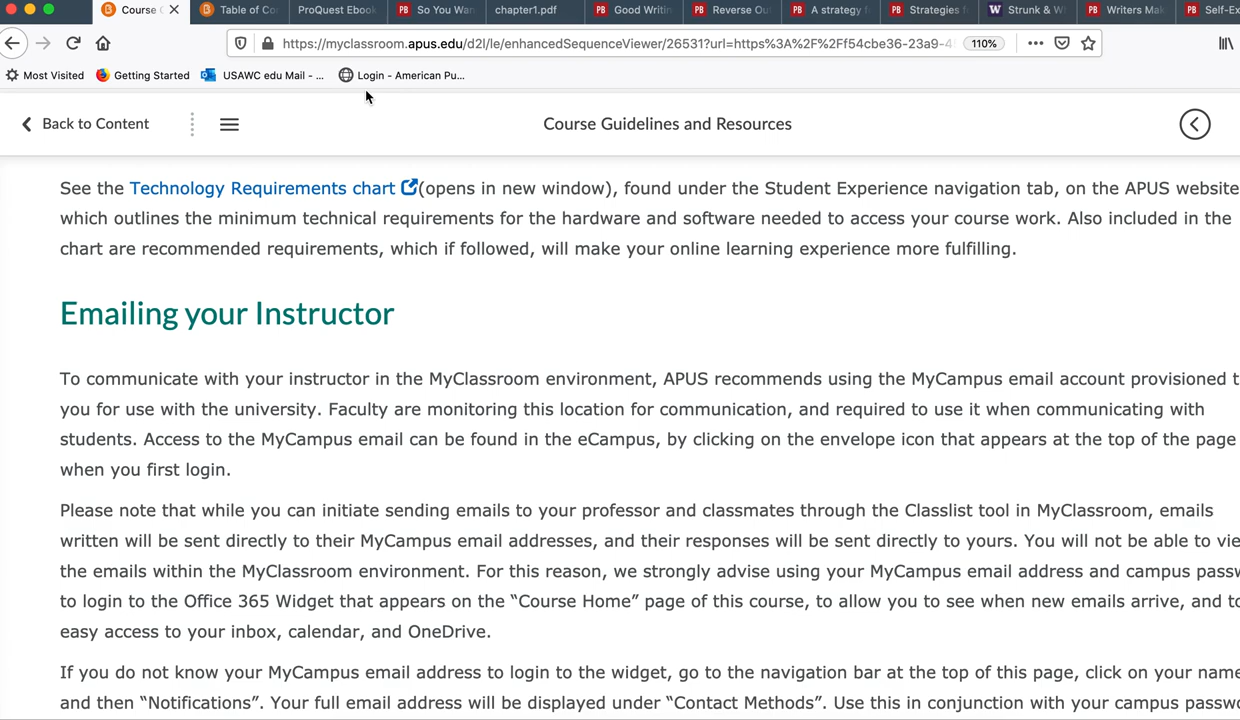 Course
Table of Co
ProQuest Ebook
PB So You Wan
chapter1.pdf
PB Good Writin
PB Reverse Ou
PB A strategy f
PB Strategies f
W Strunk & W
PB Writers Mak
PB Self-Ex
https://myclassroom.apus.edu/d2l/le/enhancedSequenceViewer/26531?url=https%3A%2F%2Ff54cbe36-23a9-4
110%
Most Visited
Getting Started
USAWC edu Mail - ...
Login - American Pu...
Back to Content
Course Guidelines and Resources
See the Technology Requirements chart (opens in new window), found under the Student Experience navigation tab, on the APUS website
which outlines the minimum technical requirements for the hardware and software needed to access your course work. Also included in the
chart are recommended requirements, which if followed, will make your online learning experience more fulfilling.
Emailing your Instructor
To communicate with your instructor in the MyClassroom environment, APUS recommends using the MyCampus email account provisioned t
you for use with the university. Faculty are monitoring this location for communication, and required to use it when communicating with
students. Access to the MyCampus email can be found in the eCampus, by clicking on the envelope icon that appears at the top of the page
when you first login.
Please note that while you can initiate sending emails to your professor and classmates through the Classlist tool in MyClassroom, emails
written will be sent directly to their MyCampus email addresses, and their responses will be sent directly to yours. You will not be able to vie
the emails within the MyClassroom environment. For this reason, we strongly advise using your MyCampus email address and campus passw
to login to the Office 365 Widget that appears on the “Course Home” page of this course, to allow you to see when new emails arrive, and to
easy access to your inbox, calendar, and OneDrive.
If you do not know your MyCampus email address to login to the widget, go to the navigation bar at the top of this page, click on your name
and then “Notifications”. Your full email address will be displayed under “Contact Methods”. Use this in conjunction with your campus passwo